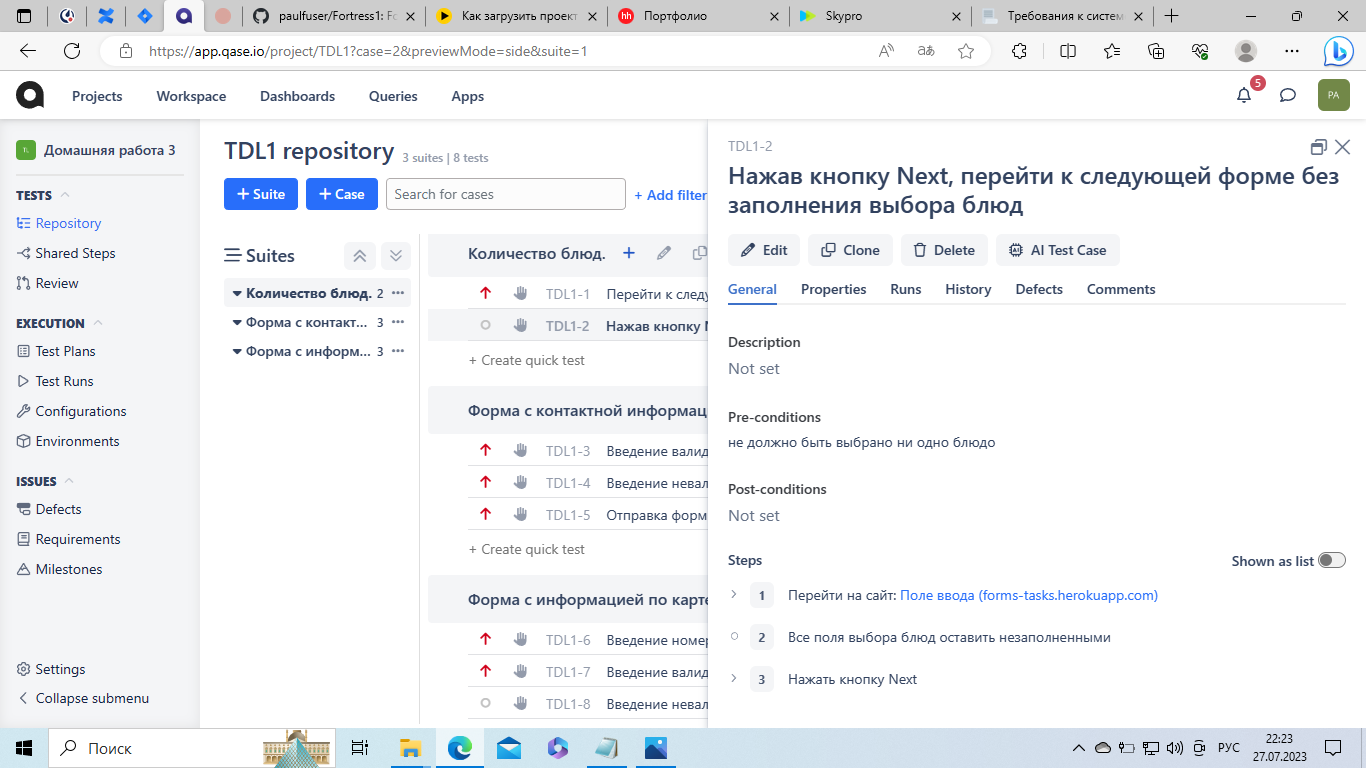 paulfuser/Fortress1: Fo
Как загрузить проект
hh
Портфолио
Skypro
Требования к систем
https://app.qase.io/project/TDL1?case=2&previewMode=side&suite=1
Projects
Workspace
Dashboards
Queries
Apps
5
PA
TL
Домашняя работа 3
TESTS
Repository
Shared Steps
Review
EXECUTION
Test Plans
Test Runs
Configurations
Environments
ISSUES
Defects
Requirements
Milestones
Settings
Collapse submenu
TDL1 repository
3 suites | 8 tests
+ Suite
+ Case
Search for cases
+ Add filter
Suites
Количество блюд. 2
Форма с контакт... 3
Форма с информ... 3
Количество блюд.
TDL1-1 Перейти к следу
TDL1-2 Нажав кнопку N
+ Create quick test
Форма с контактной информац
TDL1-3 Введение валид
TDL1-4 Введение невал
TDL1-5 Отправка форм
+ Create quick test
Форма с информацией по карте
TDL1-6 Введение номер
TDL1-7 Введение валид
TDL1-8 Введение невал
TDL1-2
Нажав кнопку Next, перейти к следующей форме без
заполнения выбора блюд
Edit
Clone
Delete
AI Test Case
General
Properties
Runs
History
Defects
Comments
Description
Not set
Pre-conditions
не должно быть выбрано ни одно блюдо
Post-conditions
Not set
Steps
Shown as list
1 Перейти на сайт: Поле ввода (forms-tasks.herokuapp.com)
2 Все поля выбора блюд оставить незаполненными
3 Нажать кнопку Next
Поиск
РУС
22:23
27.07.2023